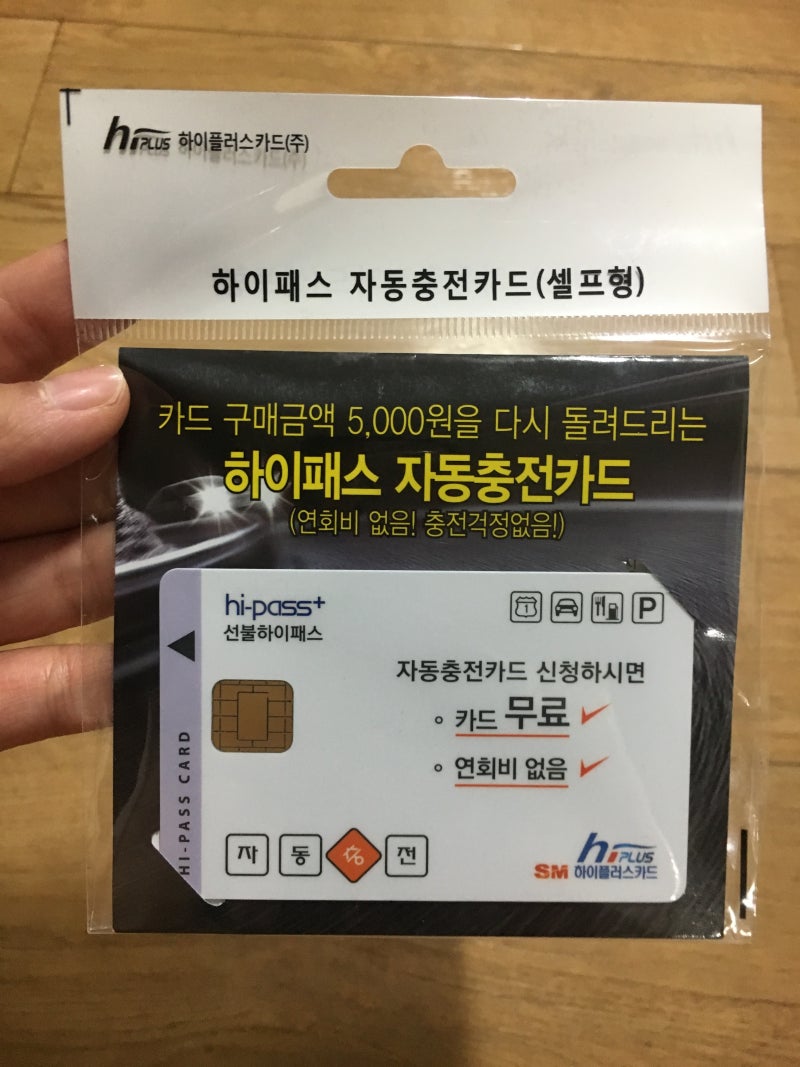 hi PLUS 하이플러스카드(주)
하이패스 자동충전카드(셀프형)
카드 구매금액 5,000원을 다시 돌려드리는
하이패스 자동충전카드
(연회비 없음! 충전걱정없음!)
hi-pass+
선불하이패스
1
P
자동충전카드 신청하시면
카드 무료
연회비 없음
HI-PASS CARD
자 동 충 전
hi PLUS
SM 하이플러스카드